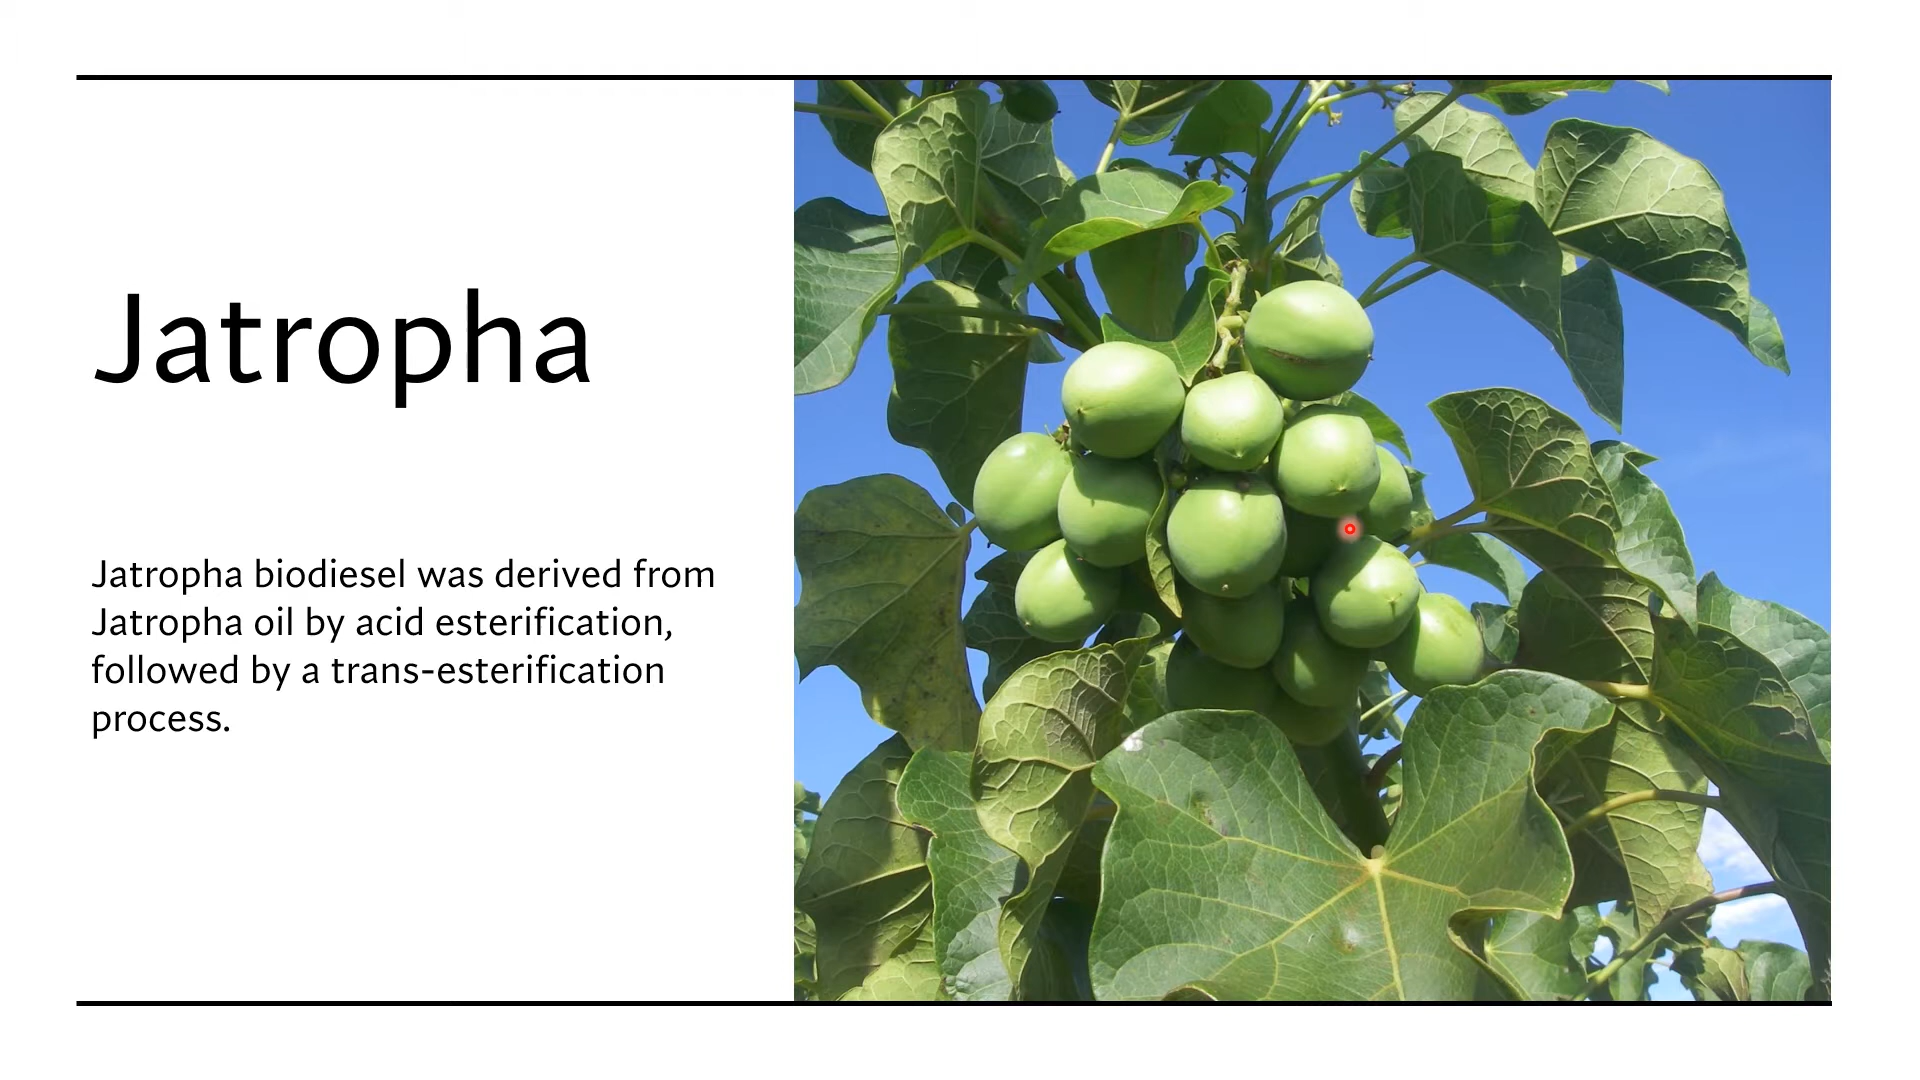 Jatropha
Jatropha biodiesel was derived from
Jatropha oil by acid esterification,
followed by a trans-esterification
process.